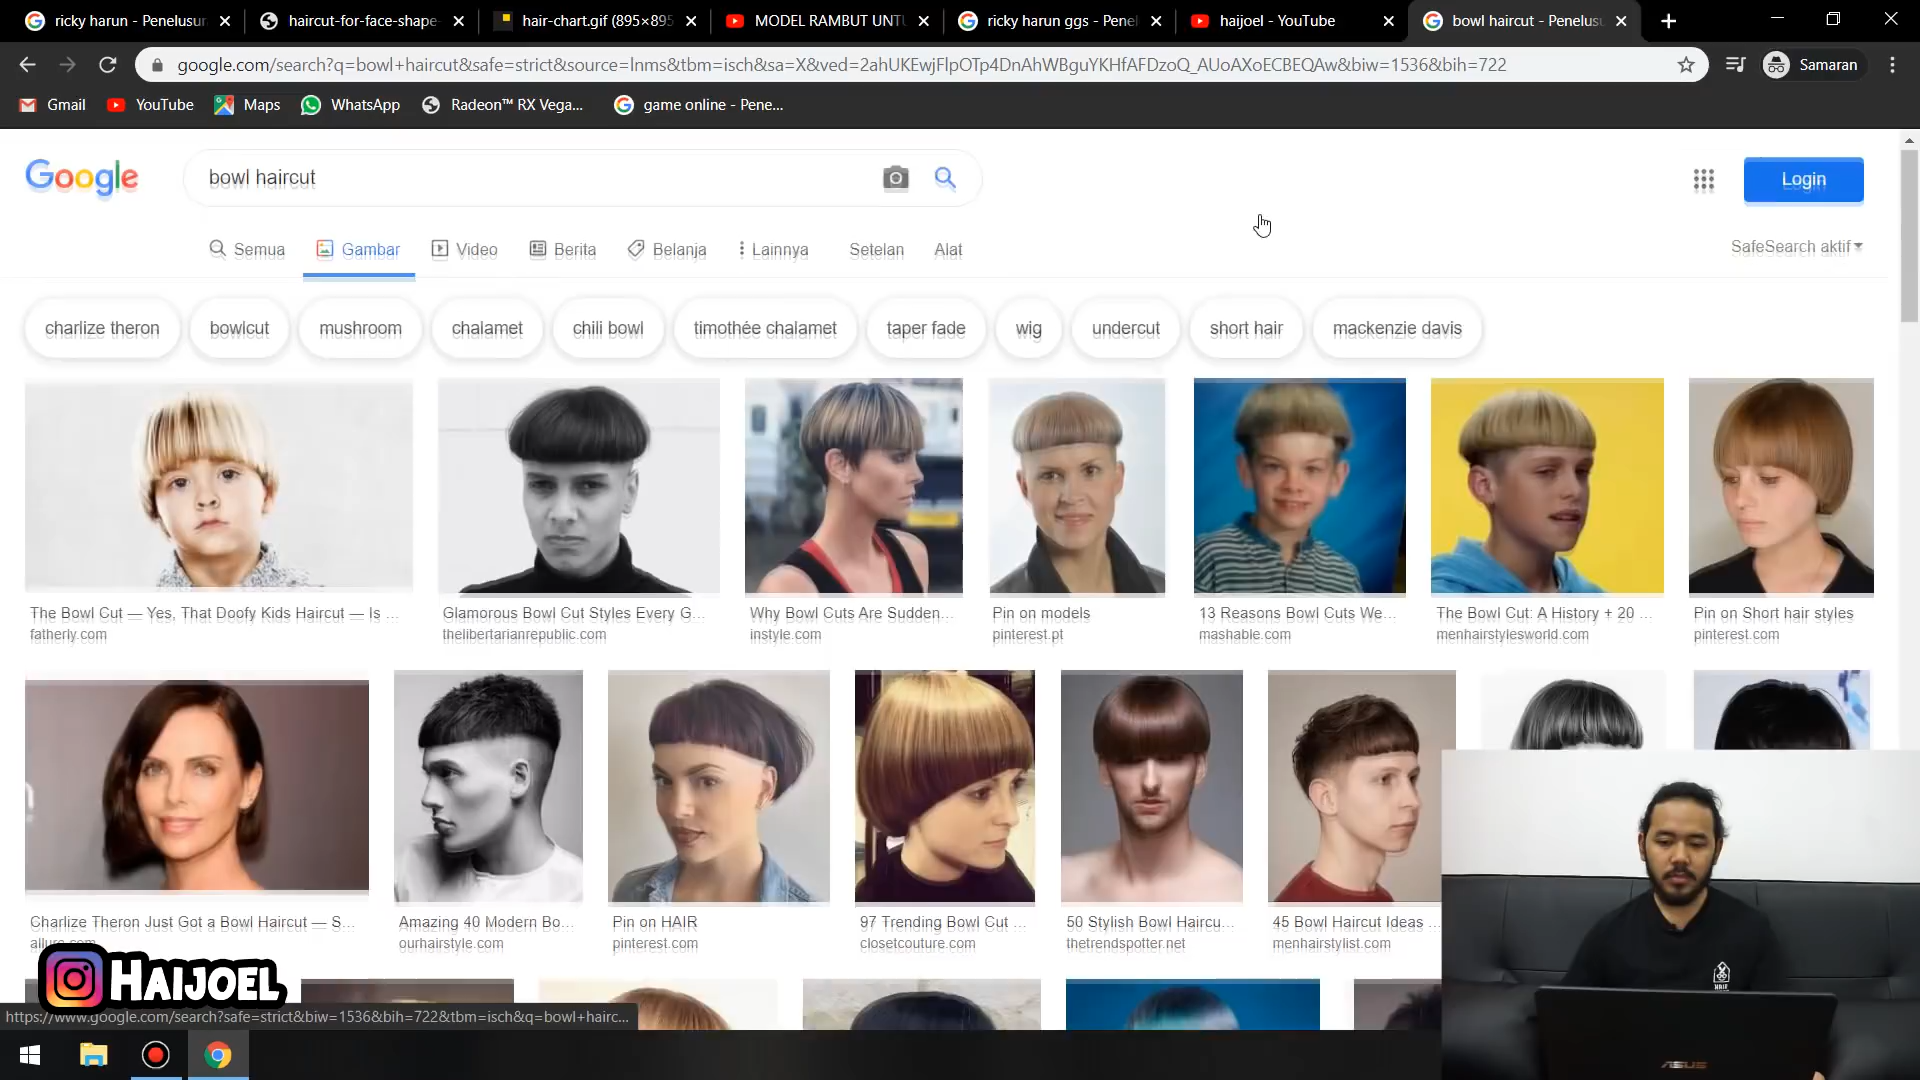 ricky harun - Penelusur
haircut-for-face-shape-
hair-chart.gif (895×895
MODEL RAMBUT UNTU
ricky harun ggs - Penel
haijoel - YouTube
bowl haircut - Penelusu
google.com/search?q=bowl+haircut&safe=strict&source=lnms&tbm=isch&sa=X&ved=2ahUKEwjFlpOTp4DnAhWBguYKHfAFDzoQ_AUoAXoECBEQAw&biw=1536&bih=722
Samaran
Gmail
YouTube
Maps
WhatsApp
Radeon™ RX Vega...
game online - Pene...
Google
bowl haircut
Login
Semua
Gambar
Video
Berita
Belanja
Lainnya
Setelan
Alat
SafeSearch aktif
charlize theron
bowlcut
mushroom
chalamet
chili bowl
timothée chalamet
taper fade
wig
undercut
short hair
mackenzie davis
The Bowl Cut — Yes, That Doofy Kids Haircut — Is ...
fatherly.com
Glamorous Bowl Cut Styles Every G...
thelibertarianrepublic.com
Why Bowl Cuts Are Sudden...
instyle.com
Pin on models
pinterest.pt
13 Reasons Bowl Cuts We...
mashable.com
The Bowl Cut: A History + 20 ...
menhairstylesworld.com
Pin on Short hair styles
pinterest.com
Charlize Theron Just Got a Bowl Haircut — S...
allure.com
Amazing 40 Modern Bo...
ourhairstyle.com
Pin on HAIR
pinterest.com
97 Trending Bowl Cut ...
closetcouture.com
50 Stylish Bowl Haircu...
thetrendspotter.net
45 Bowl Haircut Ideas ...
menhairstylist.com
HAIJOEL
https://www.google.com/search?safe=strict&biw=1536&bih=722&tbm=isch&q=bowl+hairc...
ASUS